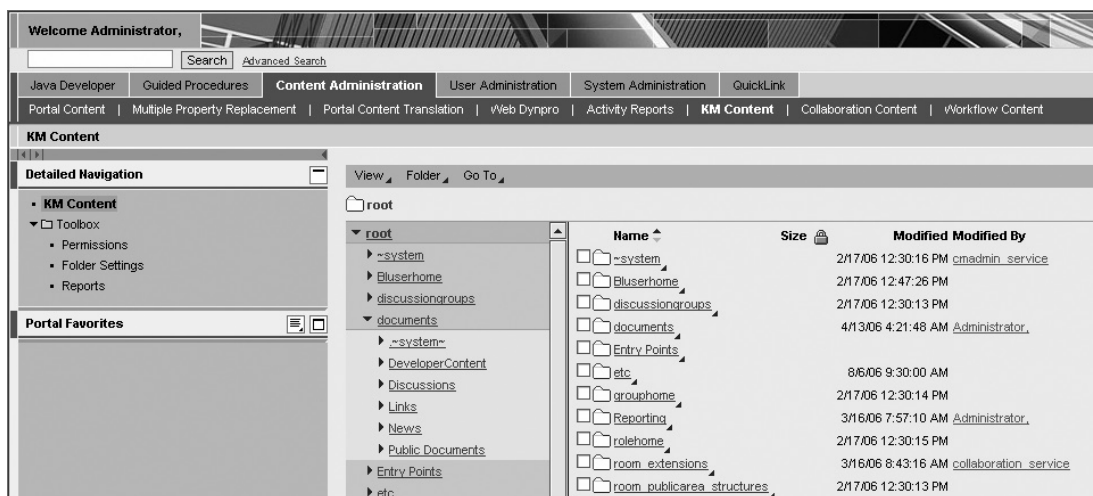 Welcome Administrator,
Search Advanced Search
Java Developer Guided Procedures Content Administration User Administration System Administration QuickLink
Portal Content | Multiple Property Replacement | Portal Content Translation | Web Dynpro | Activity Reports | KM Content | Collaboration Content | Workflow Content
KM Content
Detailed Navigation
KM Content
Toolbox
Permissions
Folder Settings
Reports
Portal Favorites
View Folder Go To
root
root
~system
BIuserhome
discussiongroups
documents
.~system~
DeveloperContent
Discussions
Links
News
Public Documents
Entry Points
etc
Name Size Modified Modified By
~system 2/17/06 12:30:16 PM cmadmin_service
BIuserhome 2/17/06 12:47:26 PM
discussiongroups 2/17/06 12:30:13 PM
documents 4/13/06 4:21:48 AM Administrator,
Entry Points
etc 8/6/06 9:30:00 AM
grouphome 2/17/06 12:30:14 PM
Reporting 3/16/06 7:57:10 AM Administrator,
rolehome 2/17/06 12:30:15 PM
room_extensions 3/16/06 8:43:16 AM collaboration_service
room_publicarea_structures 2/17/06 12:30:13 PM